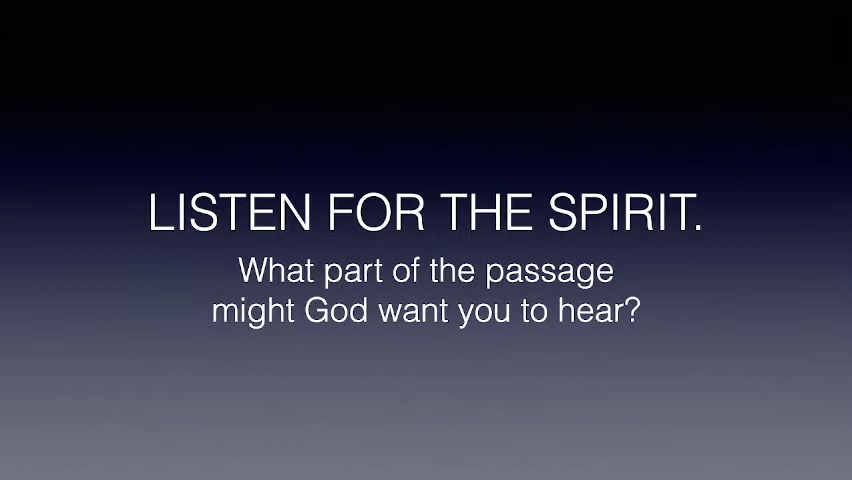 LISTEN FOR THE SPIRIT.
What part of the passage
might God want you to hear?